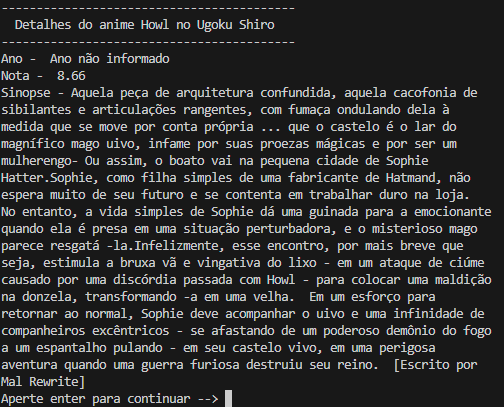 ----------------------------------------
  Detalhes do anime Howl no Ugoku Shiro
----------------------------------------
Ano -  Ano não informado
Nota -  8.66
Sinopse - Aquela peça de arquitetura confundida, aquela cacofonia de
sibilantes e articulações rangentes, com fumaça ondulando dela à
medida que se move por conta própria ... que o castelo é o lar do
magnífico mago uivo, infame por suas proezas mágicas e por ser um
mulherengo- Ou assim, o boato vai na pequena cidade de Sophie
Hatter.Sophie, como filha simples de uma fabricante de Hatmand, não
espera muito de seu futuro e se contenta em trabalhar duro na loja.
No entanto, a vida simples de Sophie dá uma guinada para a emocionante
quando ela é presa em uma situação perturbadora, e o misterioso mago
parece resgatá -la.Infelizmente, esse encontro, por mais breve que
seja, estimula a bruxa vã e vingativa do lixo - em um ataque de ciúme
causado por uma discórdia passada com Howl - para colocar uma maldição
na donzela, transformando -a em uma velha.  Em um esforço para
retornar ao normal, Sophie deve acompanhar o uivo e uma infinidade de
companheiros excêntricos - se afastando de um poderoso demônio do fogo
a um espantalho pulando - em seu castelo vivo, em uma perigosa
aventura quando uma guerra furiosa destruiu seu reino.  [Escrito por
Mal Rewrite]
Aperte enter para continuar -->